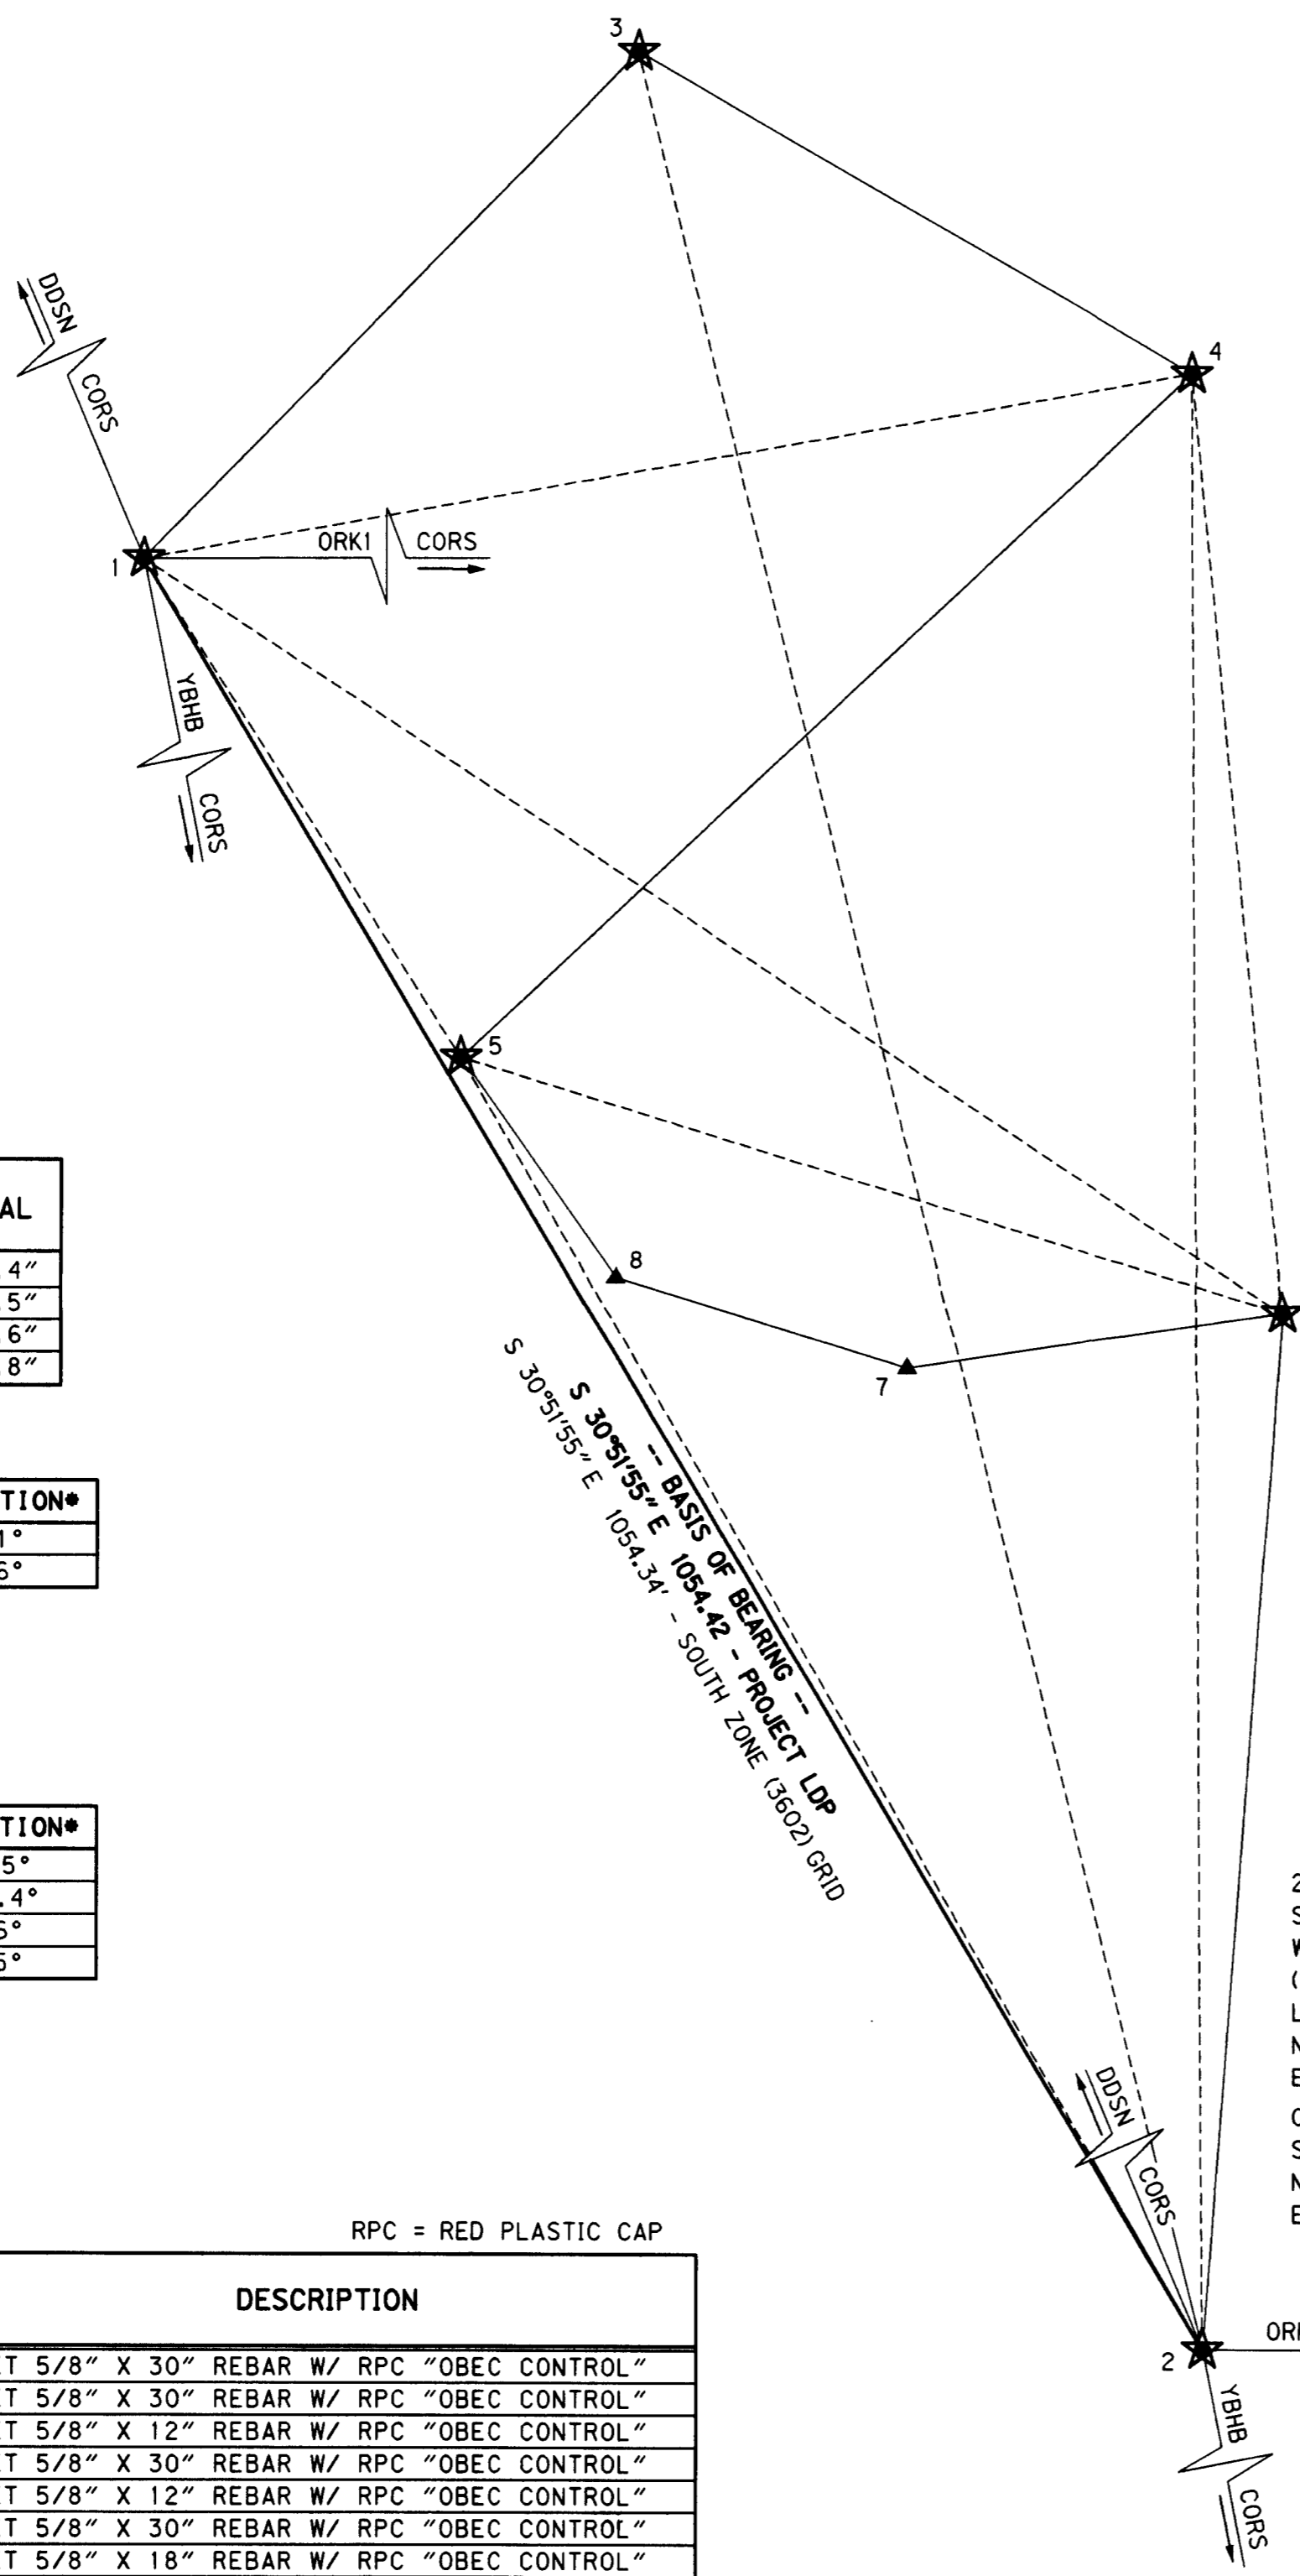 3
DDSN
CORS
4
1
ORK1 CORS
YBHB
CORS
5
AL
4"
.5"
.6"
.8"
8
7
-- BASIS OF BEARING --
S 30°51'55" E 1054.42 - PROJECT LDP
S 30°51'55" E 1054.34' - SOUTH ZONE (3602) GRID
TION*
1°
6°
TION*
5°
.4°
6°
5°
2
S
W
(
L
N
E
S
N
E
DDSN
CORS
RPC = RED PLASTIC CAP
DESCRIPTION
T 5/8" X 30" REBAR W/ RPC "OBEC CONTROL"
T 5/8" X 30" REBAR W/ RPC "OBEC CONTROL"
T 5/8" X 12" REBAR W/ RPC "OBEC CONTROL"
T 5/8" X 30" REBAR W/ RPC "OBEC CONTROL"
T 5/8" X 12" REBAR W/ RPC "OBEC CONTROL"
T 5/8" X 30" REBAR W/ RPC "OBEC CONTROL"
T 5/8" X 18" REBAR W/ RPC "OBEC CONTROL"
2
OR
YBHB
CORS